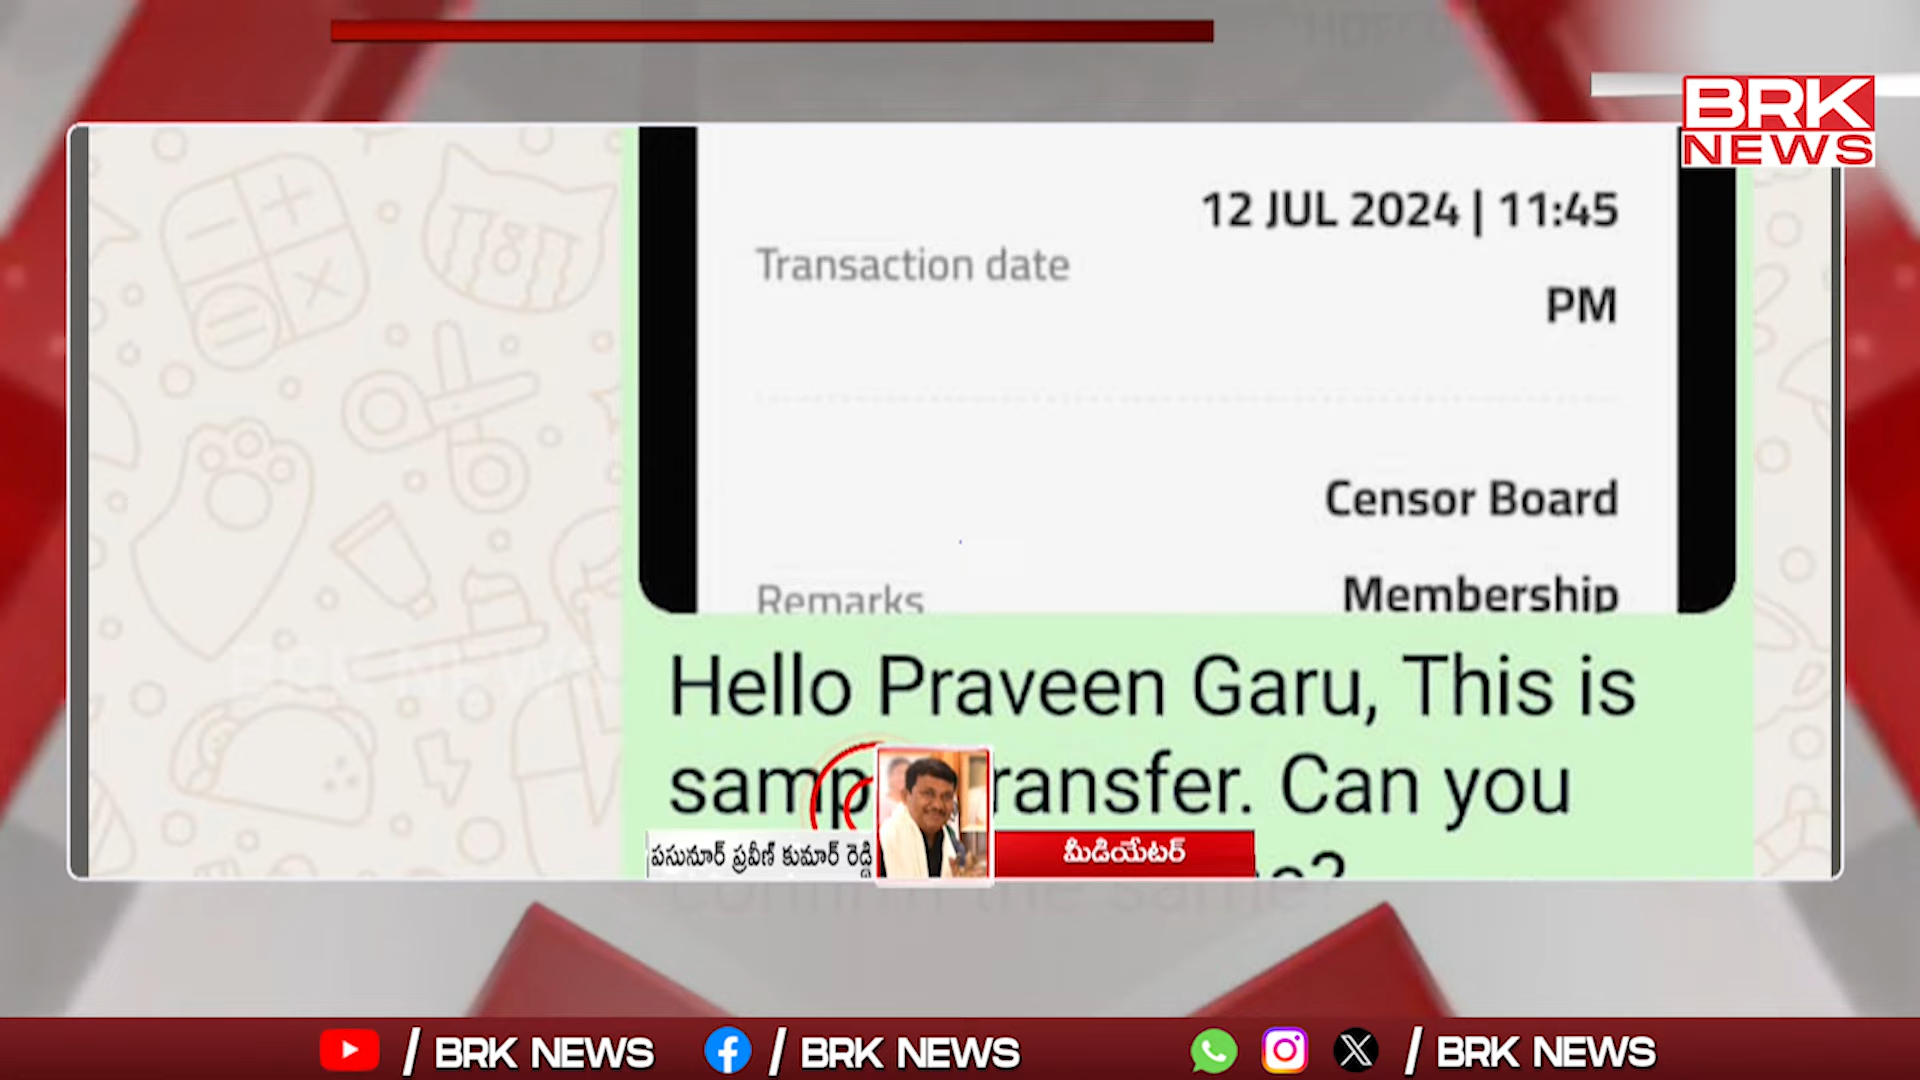 BRK
NEWS
12 JUL 2024 | 11:45
Transaction date
PM
Censor Board
Remarks
Membership
Hello Praveen Garu, This is
ransfer. Can you
పసునూర్ ప్రవీణ్ కుమార్ రెడ్డి
మీడియేటర్
/ BRK NEWS
/ BRK NEWS
/ BRK NEWS